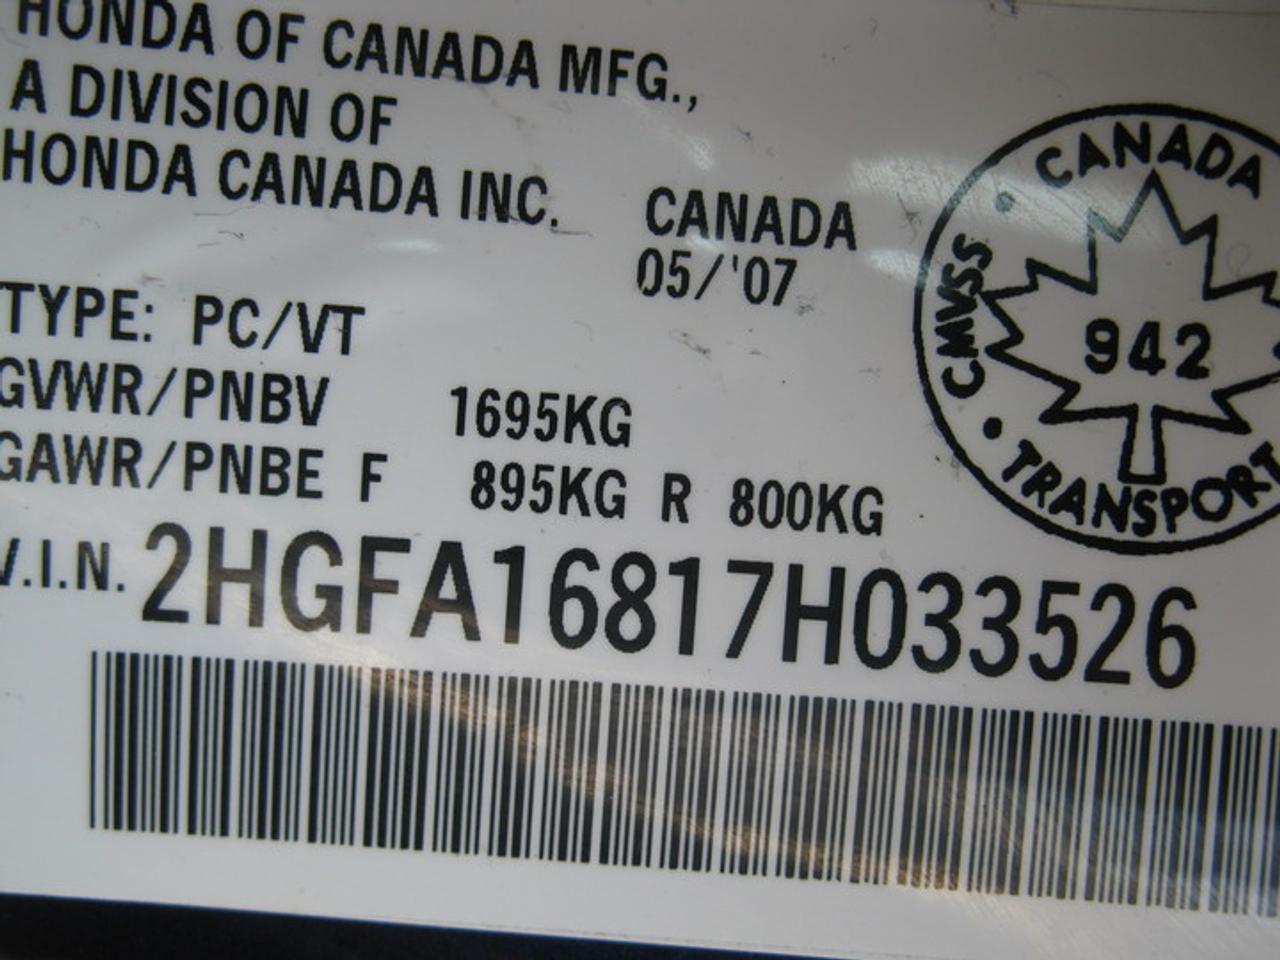 HONDA OF CANADA MFG.,
A DIVISION OF
HONDA CANADA INC.
CANADA
05/'07
TYPE: PC/VT
GVWR/PNBV 1695KG
GAWR/PNBE F 895KG R 800KG
V.I.N. 2HGFA16817H033526
CANADA
CMVSS
942
TRANSPORT